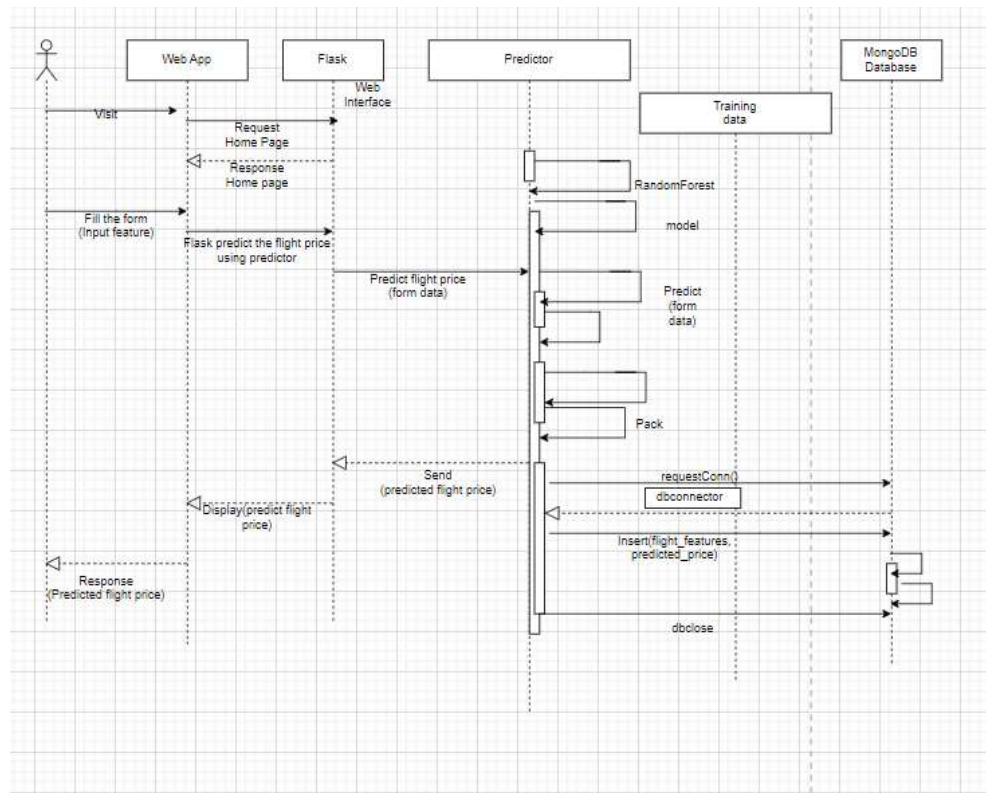 Web App
Flask
Predictor
MongoDB
Database
Web
Interface
Training
data
Visit
Request
Home Page
Response
Home page
RandomForest
Fill the form
(Input feature)
model
Flask predict the flight price
using predictor
Predict flight price
(form data)
Predict
(form
data)
Pack
Send
(predicted flight price)
requestConn()
dbconnector
Display(predict flight
price)
Insert(flight_features,
predicted_price)
Response
(Predicted flight price)
dbclose